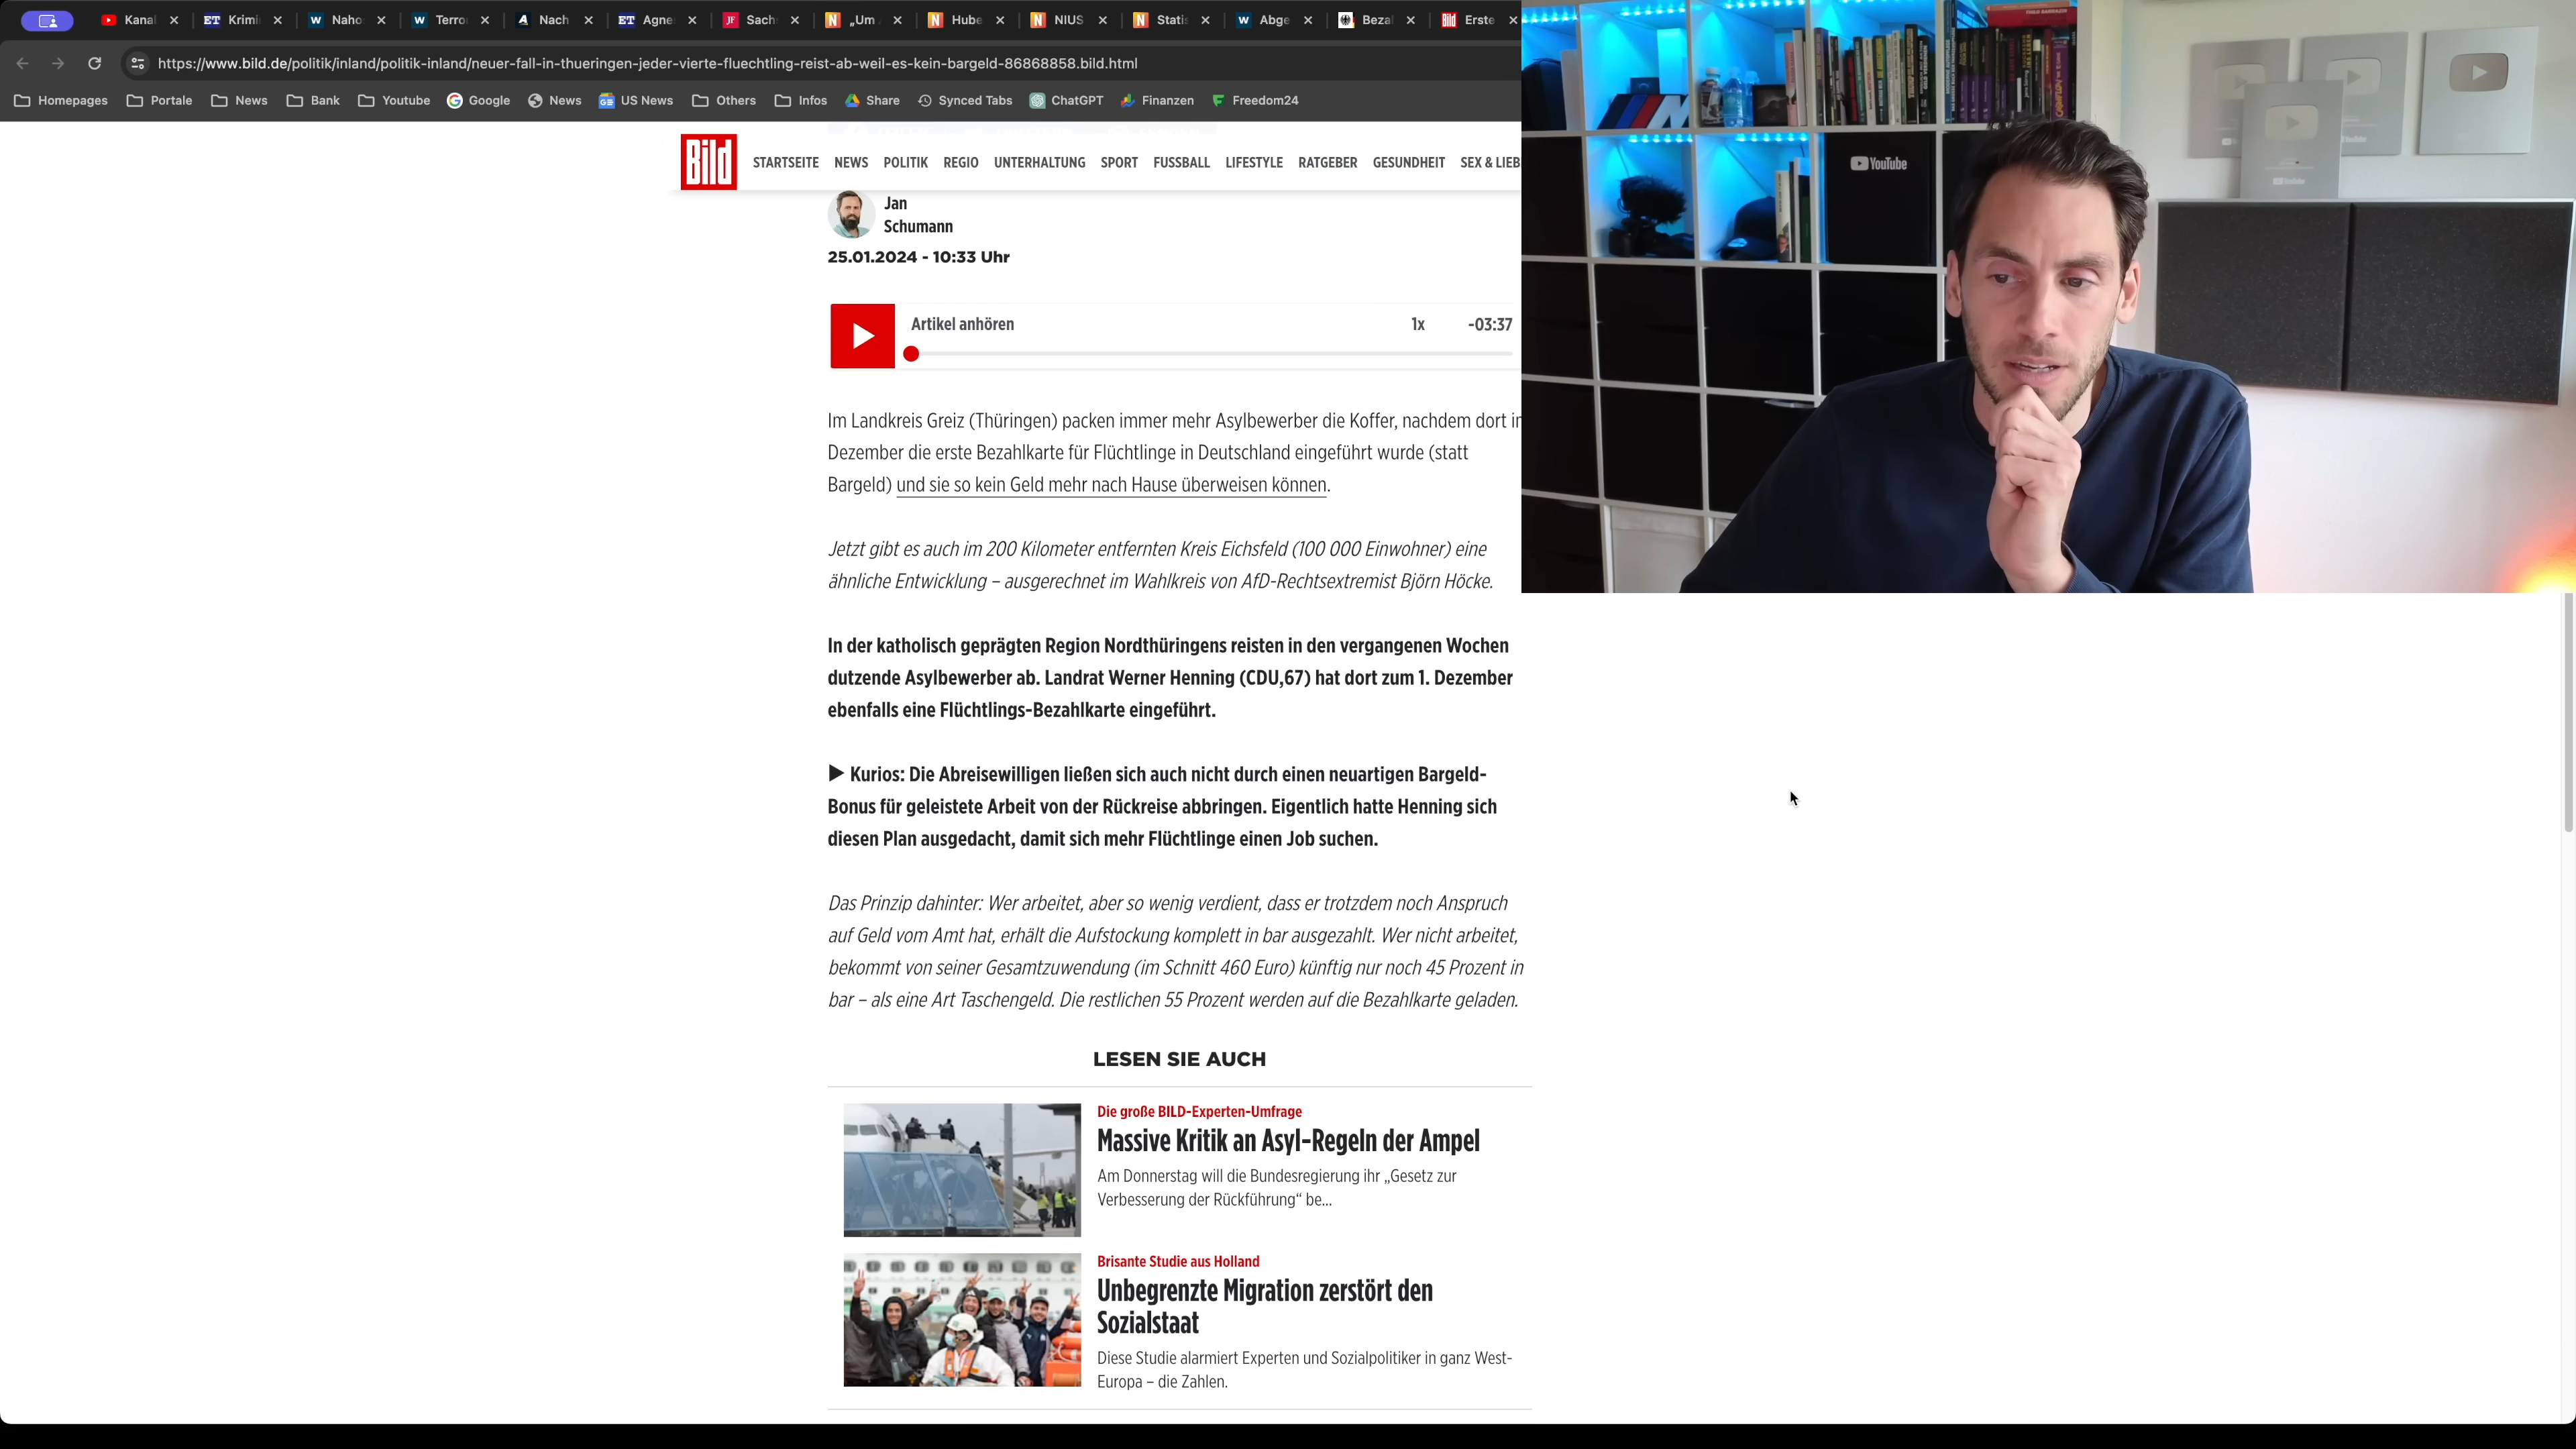 Kanal
ET Krimi
W Naho
W Terro
A Nach
ET Agne
JF Sach
N „Um
N Hube
N NIUS
N Stati
W Abge
Bezal
Bild Erste
https://www.bild.de/politik/inland/politik-inland/neuer-fall-in-thueringen-jeder-vierte-fluechtling-reist-ab-weil-es-kein-bargeld-86868858.bild.html
Homepages Portale News Bank Youtube Google News US News Others Infos Share Synced Tabs ChatGPT Finanzen Freedom24
Bild STARTSEITE NEWS POLITIK REGIO UNTERHALTUNG SPORT FUSSBALL LIFESTYLE RATGEBER GESUNDHEIT SEX & LIEB
YouTube
Jan
Schumann
25.01.2024 - 10:33 Uhr
Artikel anhören 1x -03:37
Im Landkreis Greiz (Thüringen) packen immer mehr Asylbewerber die Koffer, nachdem dort im
Dezember die erste Bezahlkarte für Flüchtlinge in Deutschland eingeführt wurde (statt
Bargeld) und sie so kein Geld mehr nach Hause überweisen können.
Jetzt gibt es auch im 200 Kilometer entfernten Kreis Eichsfeld (100 000 Einwohner) eine
ähnliche Entwicklung – ausgerechnet im Wahlkreis von AfD-Rechtsextremist Björn Höcke.
In der katholisch geprägten Region Nordthüringens reisten in den vergangenen Wochen
dutzende Asylbewerber ab. Landrat Werner Henning (CDU,67) hat dort zum 1. Dezember
ebenfalls eine Flüchtlings-Bezahlkarte eingeführt.
▶ Kurios: Die Abreisewilligen ließen sich auch nicht durch einen neuartigen Bargeld-
Bonus für geleistete Arbeit von der Rückreise abbringen. Eigentlich hatte Henning sich
diesen Plan ausgedacht, damit sich mehr Flüchtlinge einen Job suchen.
Das Prinzip dahinter: Wer arbeitet, aber so wenig verdient, dass er trotzdem noch Anspruch
auf Geld vom Amt hat, erhält die Aufstockung komplett in bar ausgezahlt. Wer nicht arbeitet,
bekommt von seiner Gesamtzuwendung (im Schnitt 460 Euro) künftig nur noch 45 Prozent in
bar – als eine Art Taschengeld. Die restlichen 55 Prozent werden auf die Bezahlkarte geladen.
LESEN SIE AUCH
Die große BILD-Experten-Umfrage
Massive Kritik an Asyl-Regeln der Ampel
Am Donnerstag will die Bundesregierung ihr „Gesetz zur
Verbesserung der Rückführung“ be...
Brisante Studie aus Holland
Unbegrenzte Migration zerstört den
Sozialstaat
Diese Studie alarmiert Experten und Sozialpolitiker in ganz West-
Europa – die Zahlen.